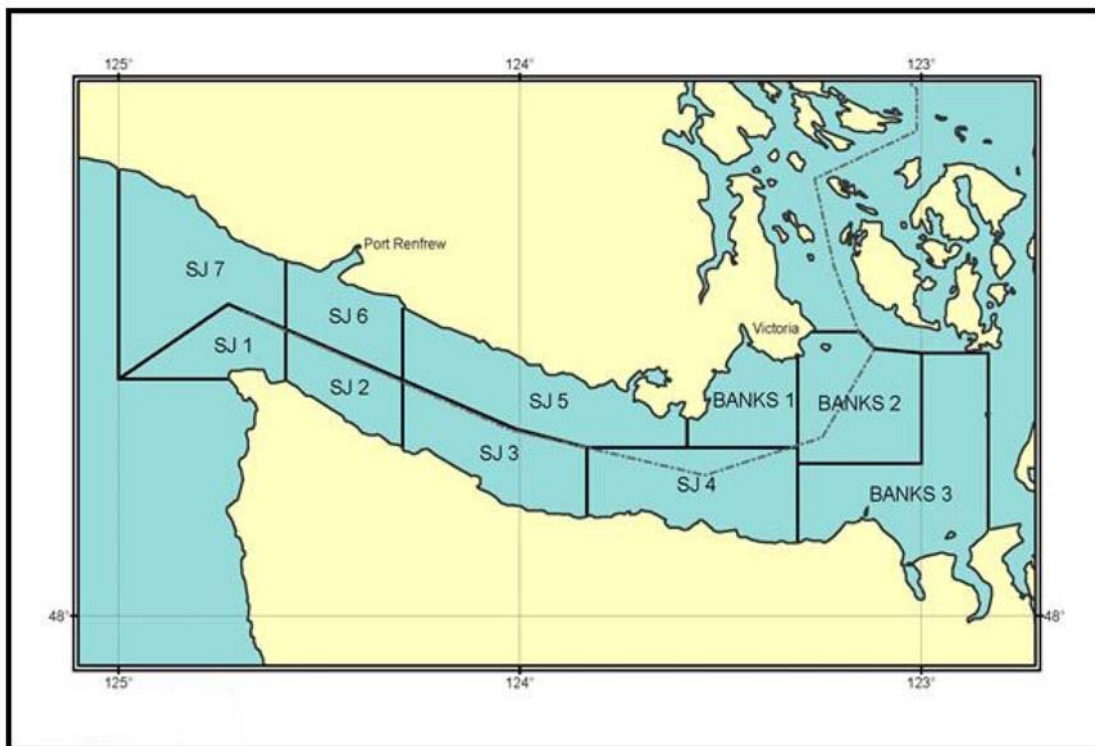 125° 124° 123°
Port Renfrew
SJ 7
SJ 6
Victoria
SJ 1
SJ 2
SJ 5
BANKS 1
BANKS 2
SJ 3
SJ 4
BANKS 3
48° 48°
125° 124° 123°